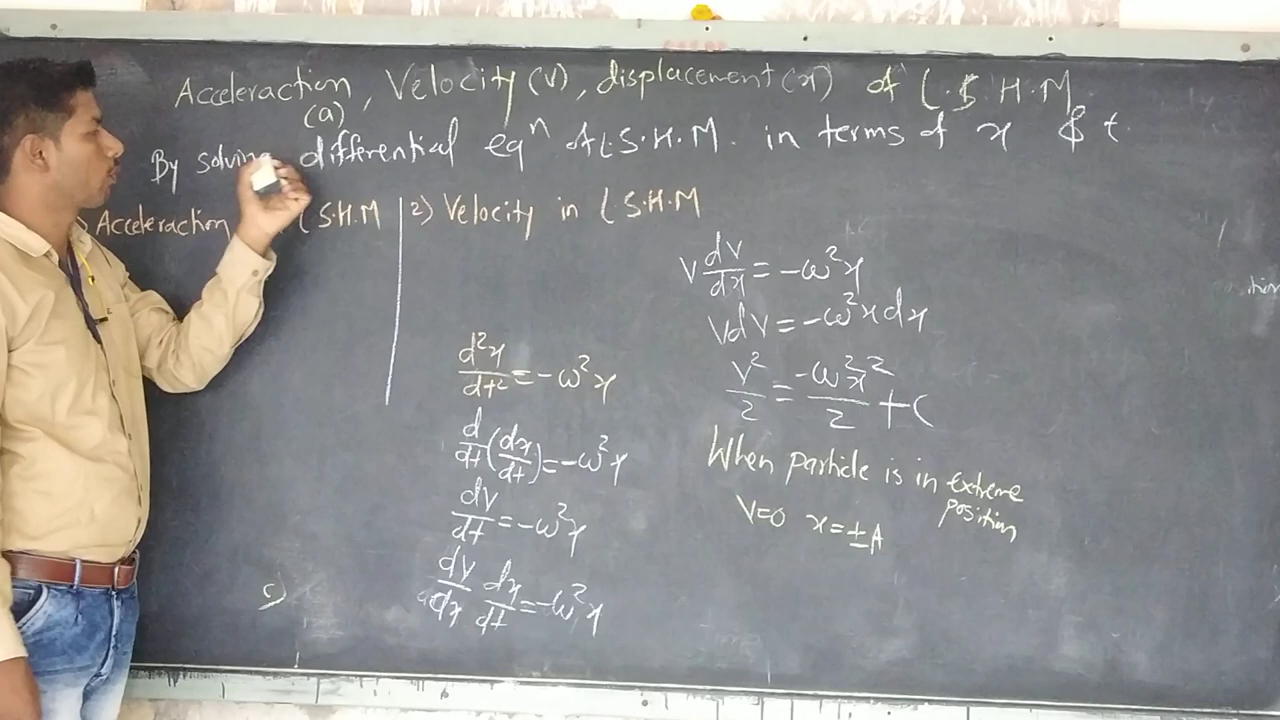 Acceleraction, Velocity (v), displacement (x) of L.S.H.M
(a)
By solving differential eqⁿ of L.S.H.M. in terms of x & t.
Acceleraction L S.H.M
2) Velocity in L S.H.M
d²x/dt² = -ω²x
d/dt(dx/dt) = -ω²x
dv/dt = -ω²x
dv/dx dx/dt = -ω²x
v dv/dx = -ω²x
vdv = -ω²x dx
v²/2 = -ω²x²/2 + C
When particle is in extreme
position
V=0 x=±A